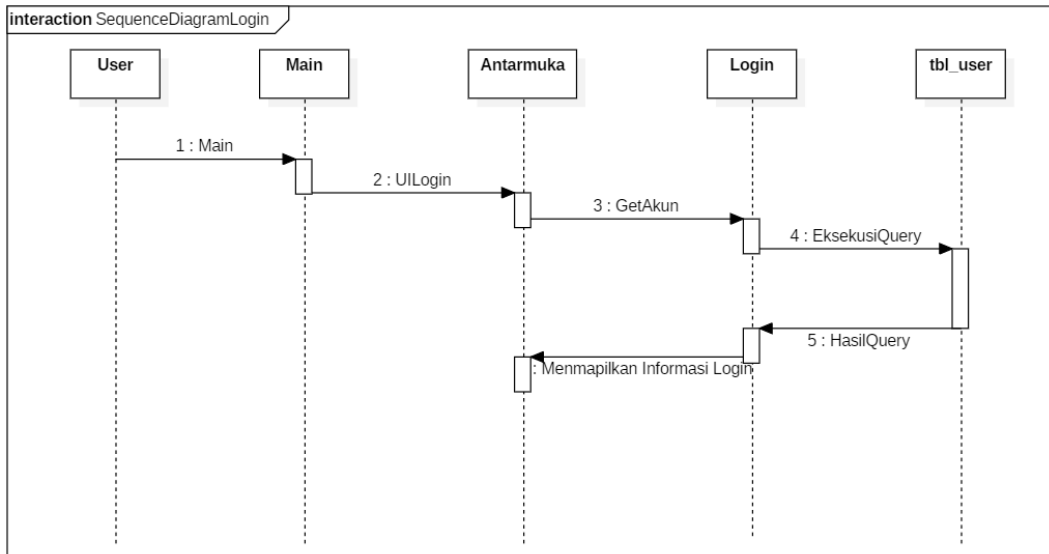 interaction SequenceDiagramLogin
User
Main
Antarmuka
Login
tbl_user
1 : Main
2 : UILogin
3 : GetAkun
4 : EksekusiQuery
5 : HasilQuery
: Menmapilkan Informasi Login